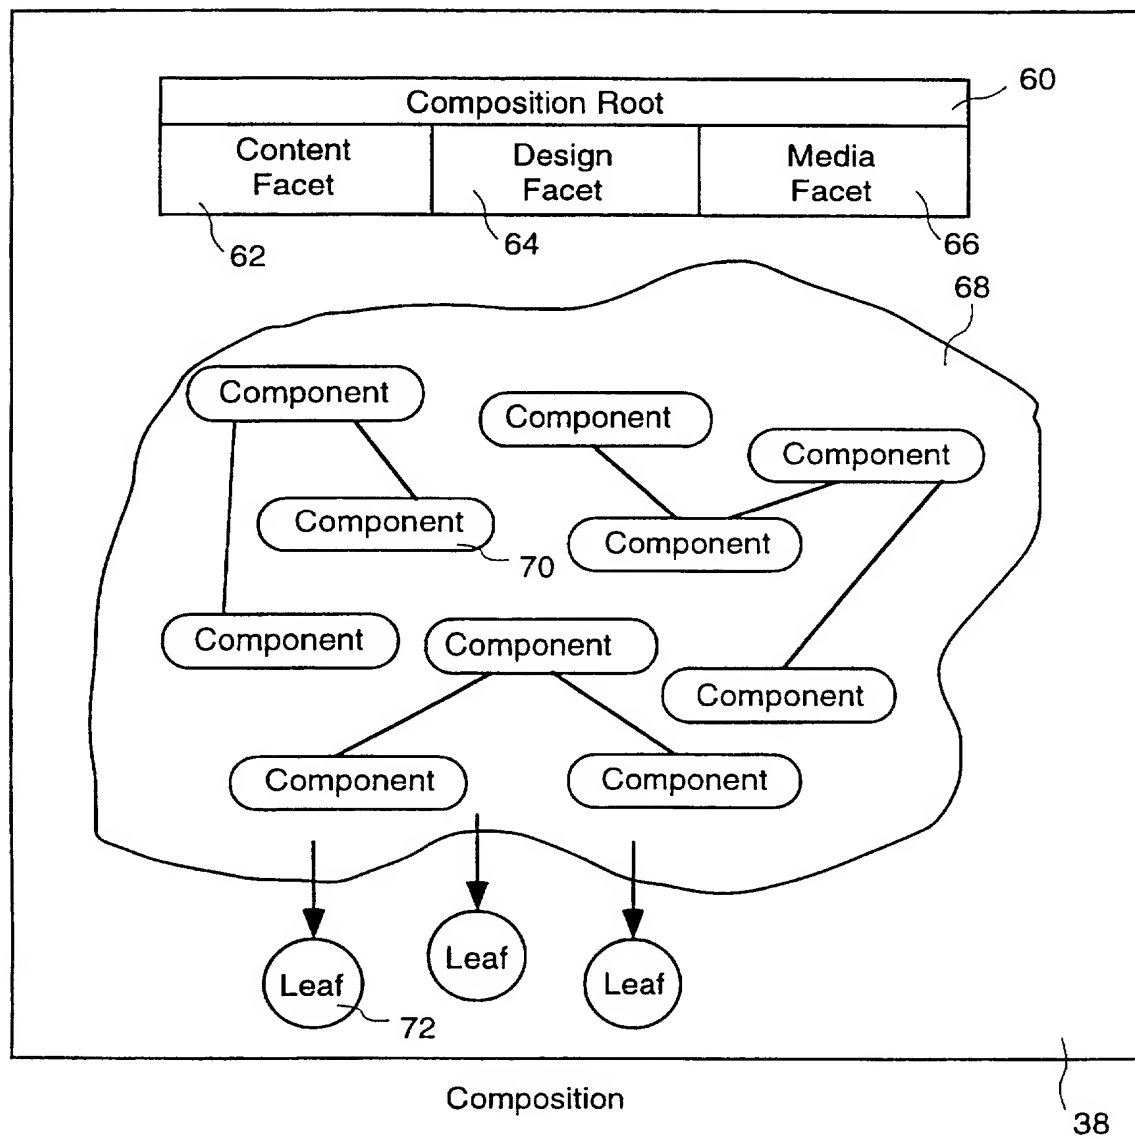 60
Composition Root
Content
Facet
Design
Facet
Media
Facet
62
64
66
68
Component
Component
Component
Component
70
Component
Component
Component
Component
Component
Component
Leaf
Leaf
Leaf
72
Composition
38